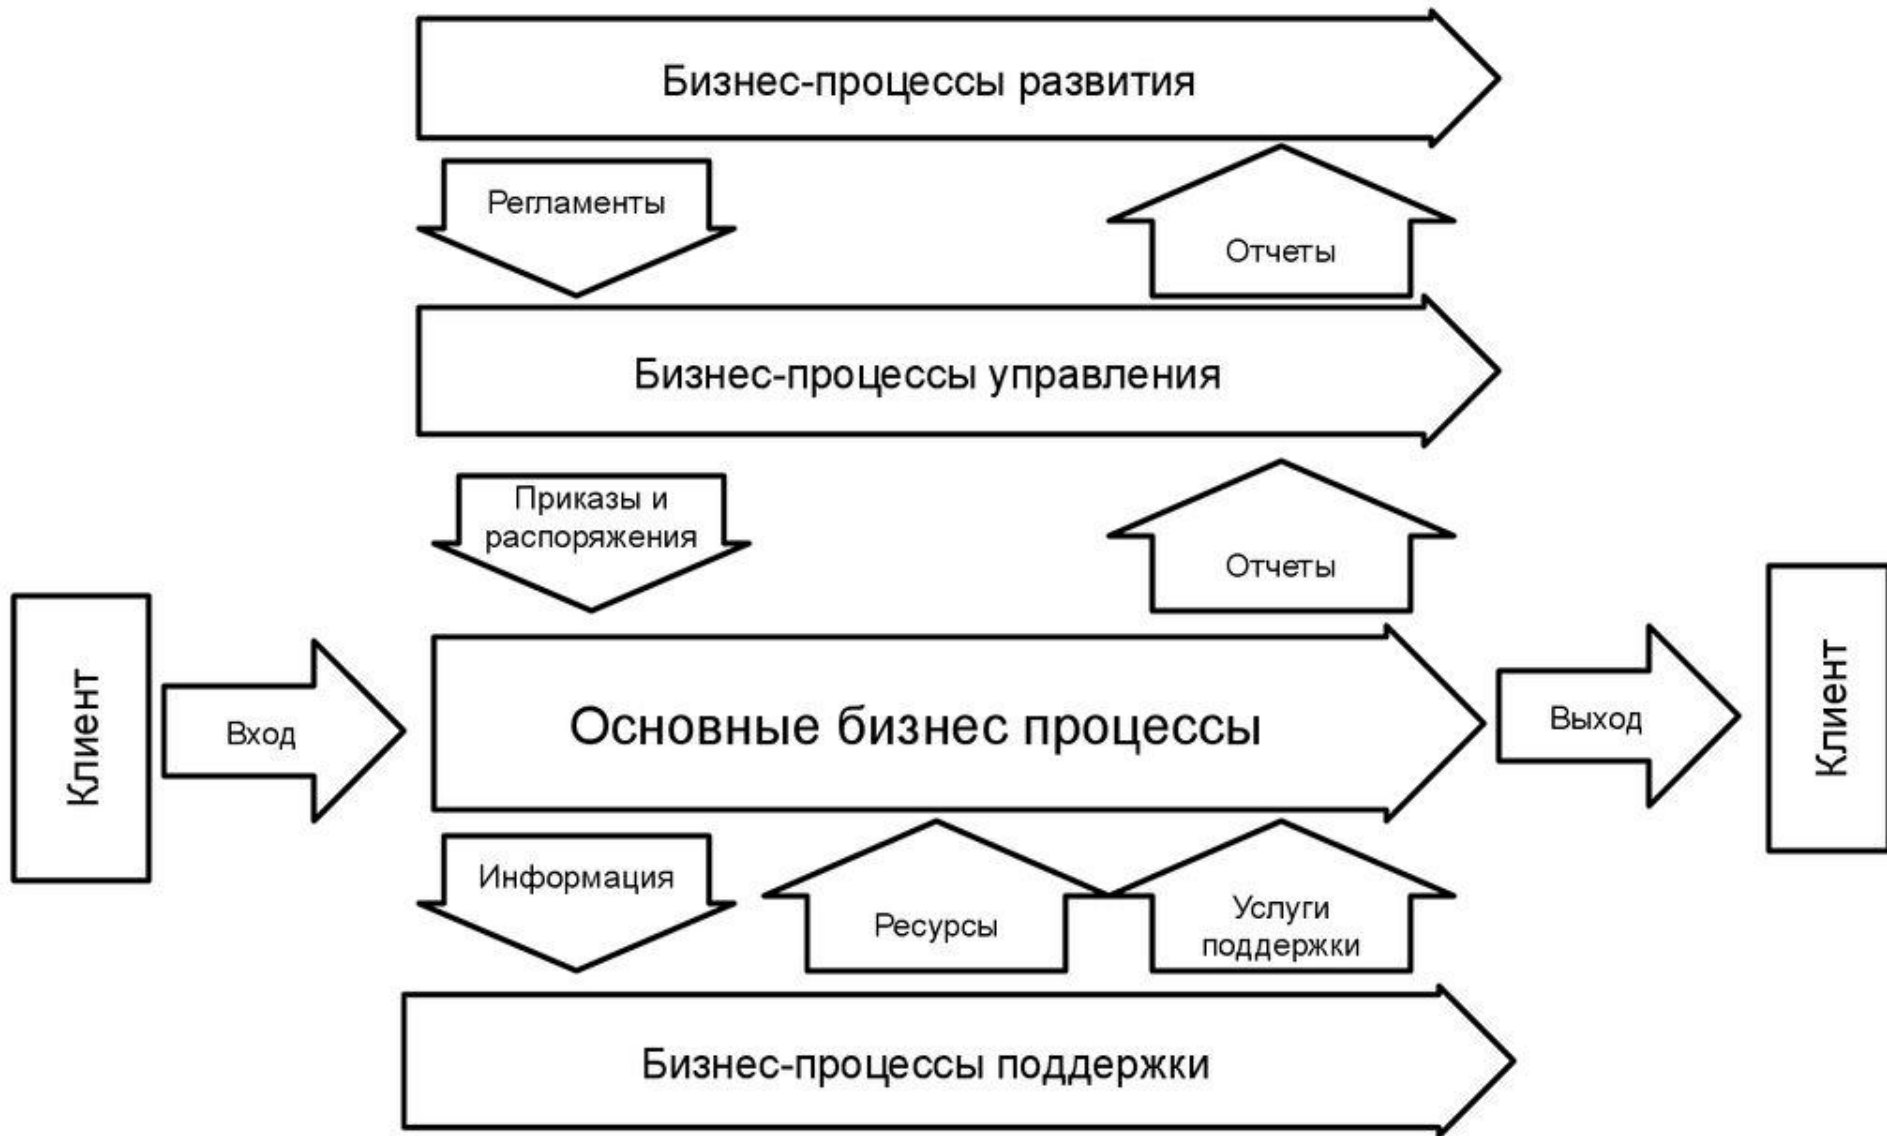 Бизнес-процессы развития
Регламенты
Отчеты
Бизнес-процессы управления
Приказы и
распоряжения
Отчеты
Клиент
Вход
Основные бизнес процессы
Выход
Клиент
Информация
Ресурсы
Услуги
поддержки
Бизнес-процессы поддержки